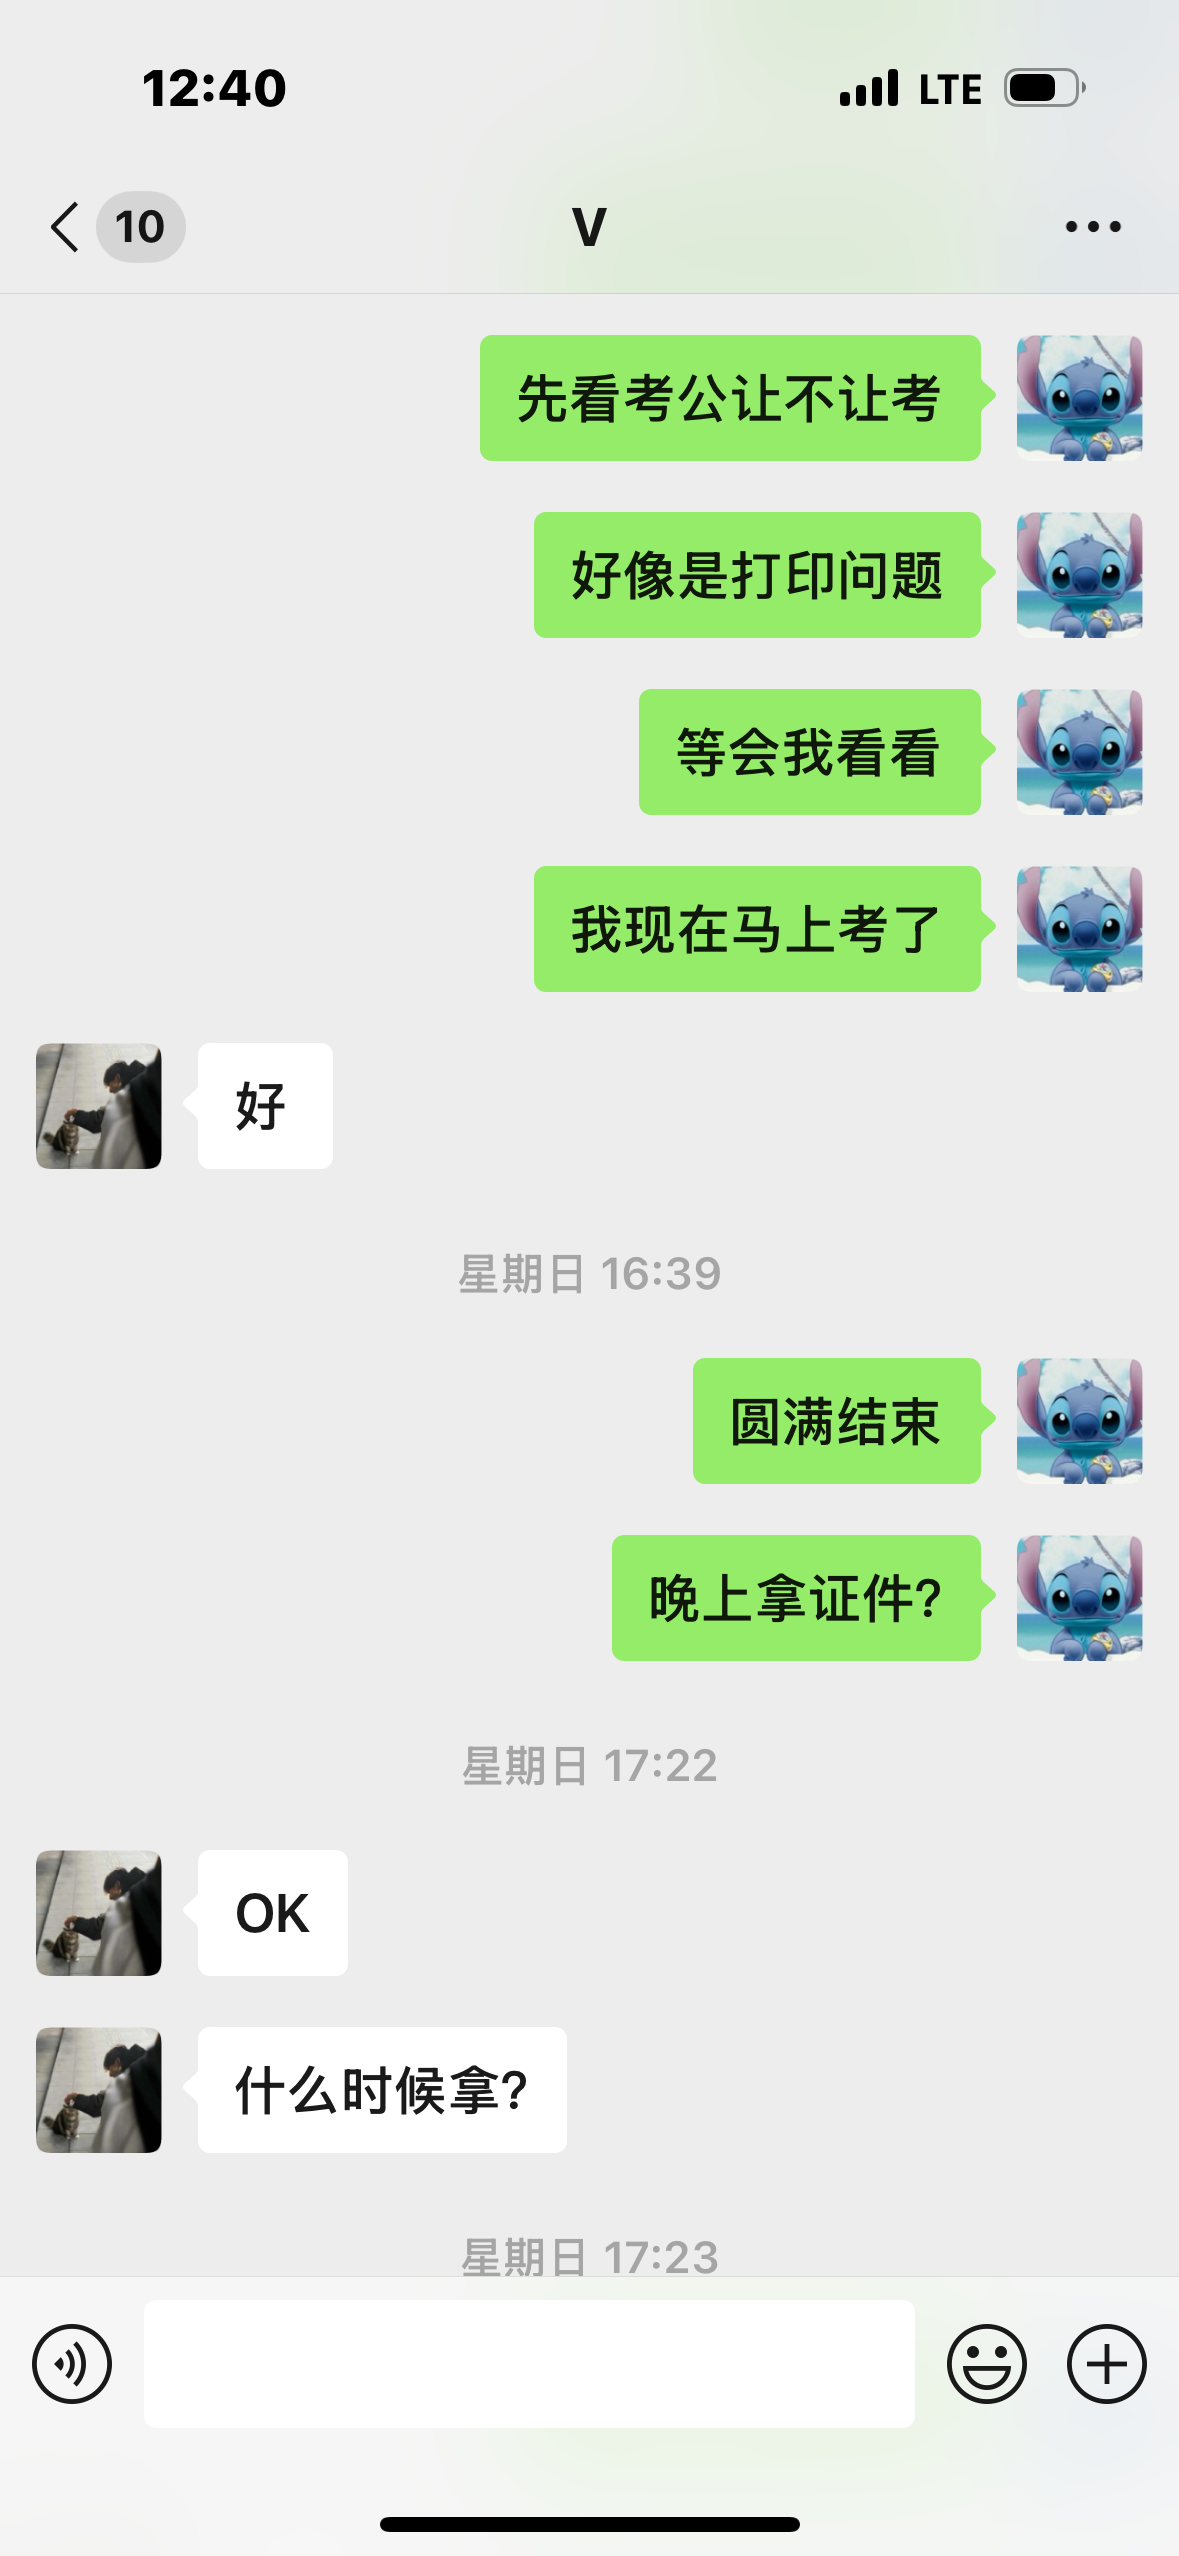 12:40
LTE
10
V
先看考公让不让考
好像是打印问题
等会我看看
我现在马上考了
好
星期日 16:39
圆满结束
晚上拿证件?
星期日 17:22
OK
什么时候拿?
星期日 17:23